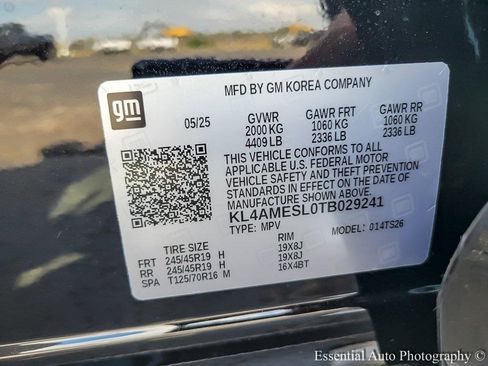 MFD BY GM KOREA COMPANY
gm
05/25
GVWR GAWR FRT GAWR RR
2000 KG 1060 KG 1060 KG
4409 LB 2336 LB 2336 LB
THIS VEHICLE CONFORMS TO ALL
APPLICABLE U.S. FEDERAL MOTOR
VEHICLE SAFETY AND THEFT PREVENTION
STANDARDS IN EFFECT ON THE DATE OF
MANUFACTURE SHOWN ABOVE.
KL4AMESL0TB029241
TYPE: MPV MODEL: 014TS26
TIRE SIZE RIM
FRT 245/45R19 H 19X8J
RR 245/45R19 H 19X8J
SPA T125/70R16 M 16X4BT
Essential Auto Photography ©